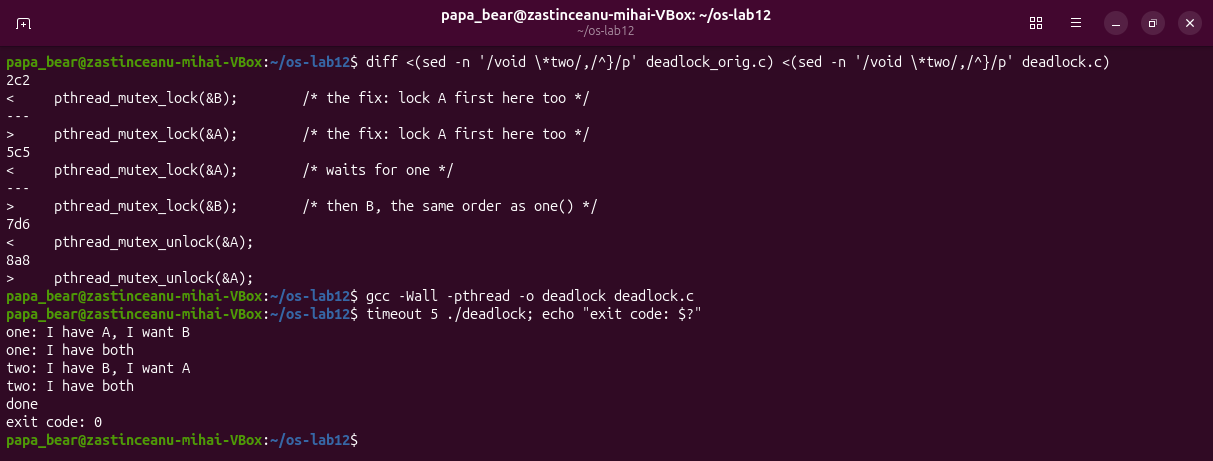 papa_bear@zastinceanu-mihai-VBox: ~/os-lab12
~/os-lab12
papa_bear@zastinceanu-mihai-VBox:~/os-lab12$ diff <(sed -n '/void \*two/,/^}/p' deadlock_orig.c) <(sed -n '/void \*two/,/^}/p' deadlock.c)
2c2
<     pthread_mutex_lock(&B);        /* the fix: lock A first here too */
---
>     pthread_mutex_lock(&A);        /* the fix: lock A first here too */
5c5
<     pthread_mutex_lock(&A);        /* waits for one */
---
>     pthread_mutex_lock(&B);        /* then B, the same order as one() */
7d6
<     pthread_mutex_unlock(&A);
8a8
>     pthread_mutex_unlock(&A);
papa_bear@zastinceanu-mihai-VBox:~/os-lab12$ gcc -Wall -pthread -o deadlock deadlock.c
papa_bear@zastinceanu-mihai-VBox:~/os-lab12$ timeout 5 ./deadlock; echo "exit code: $?"
one: I have A, I want B
one: I have both
two: I have B, I want A
two: I have both
done
exit code: 0
papa_bear@zastinceanu-mihai-VBox:~/os-lab12$